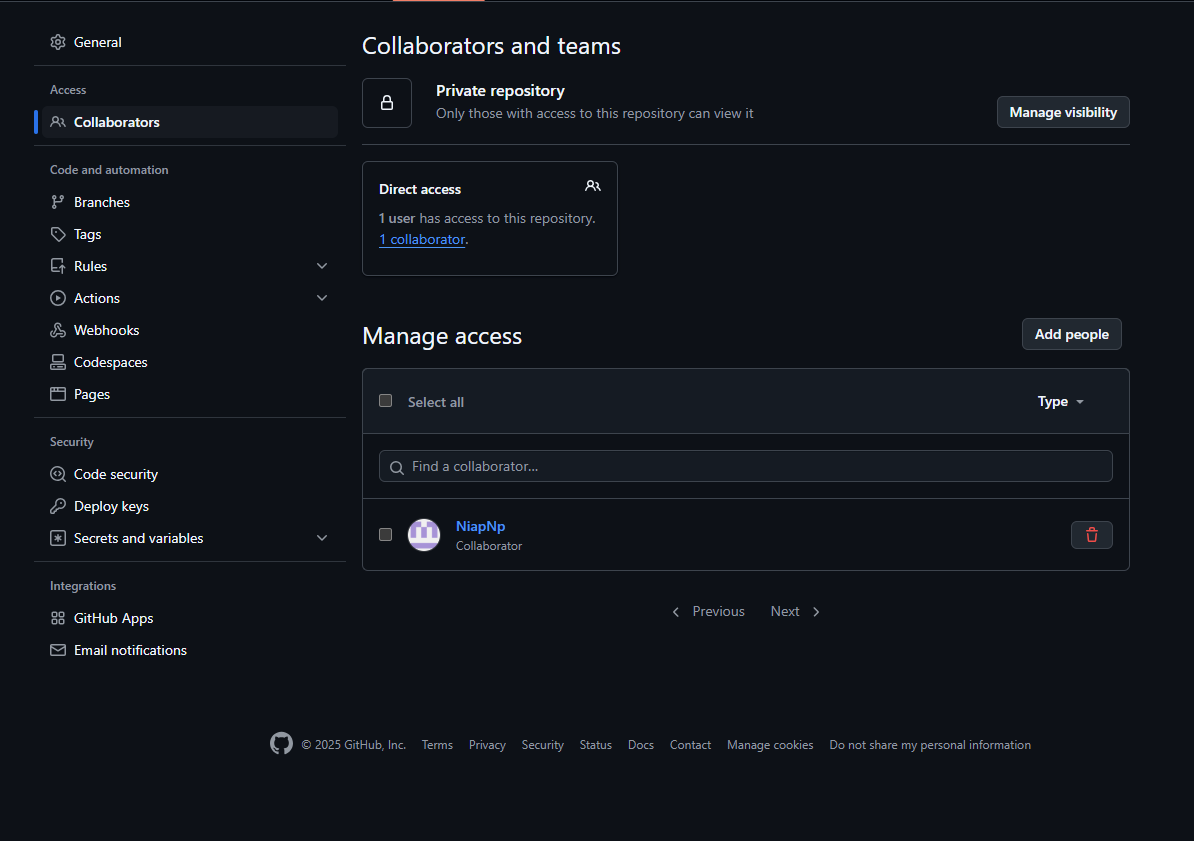 General
Access
Collaborators
Code and automation
Branches
Tags
Rules
Actions
Webhooks
Codespaces
Pages
Security
Code security
Deploy keys
Secrets and variables
Integrations
GitHub Apps
Email notifications
Collaborators and teams
Private repository
Only those with access to this repository can view it
Manage visibility
Direct access
1 user has access to this repository.
1 collaborator.
Manage access
Add people
Select all
Type
Find a collaborator...
NiapNp
Collaborator
Previous Next
© 2025 GitHub, Inc. Terms Privacy Security Status Docs Contact Manage cookies Do not share my personal information